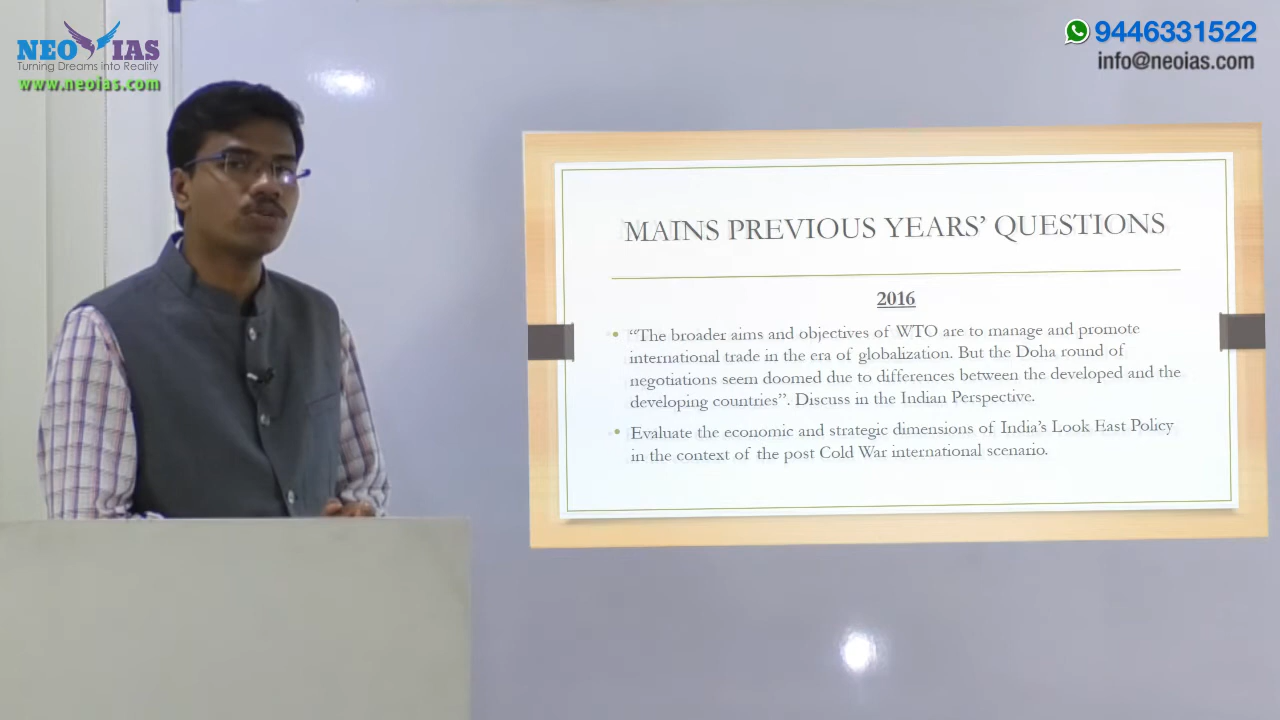 NEO IAS
Turning Dreams into Reality
www.neoias.com
9446331522
info@neoias.com
MAINS PREVIOUS YEARS’ QUESTIONS
2016
• “The broader aims and objectives of WTO are to manage and promote
international trade in the era of globalization. But the Doha round of
negotiations seem doomed due to differences between the developed and the
developing countries”. Discuss in the Indian Perspective.
• Evaluate the economic and strategic dimensions of India’s Look East Policy
in the context of the post Cold War international scenario.